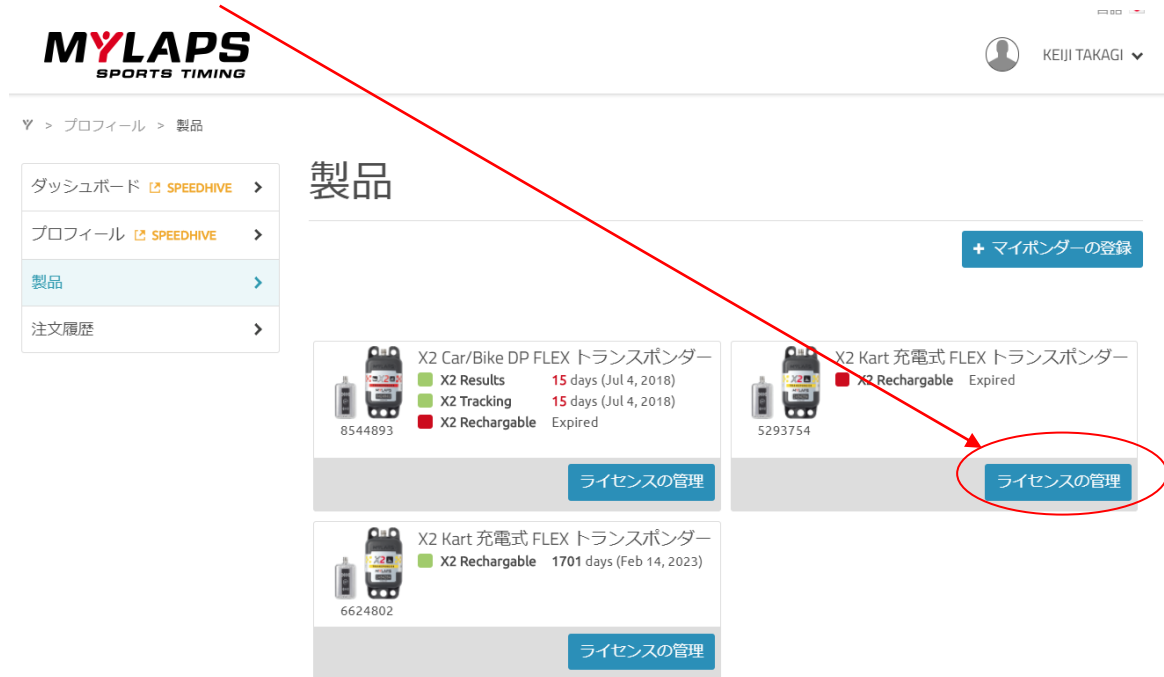 MYLAPS
SPORTS TIMING
KEIJI TAKAGI
> プロフィール > 製品
ダッシュボード SPEEDHIVE
プロフィール SPEEDHIVE
製品
注文履歴
製品
+ マイポンダーの登録
X2 Car/Bike DP FLEX トランスポンダー
X2 Results 15 days (Jul 4, 2018)
X2 Tracking 15 days (Jul 4, 2018)
X2 Rechargable Expired
8544893
ライセンスの管理
X2 Kart 充電式 FLEX トランスポンダー
X2 Rechargable Expired
5293754
ライセンスの管理
X2 Kart 充電式 FLEX トランスポンダー
X2 Rechargable 1701 days (Feb 14, 2023)
6624802
ライセンスの管理